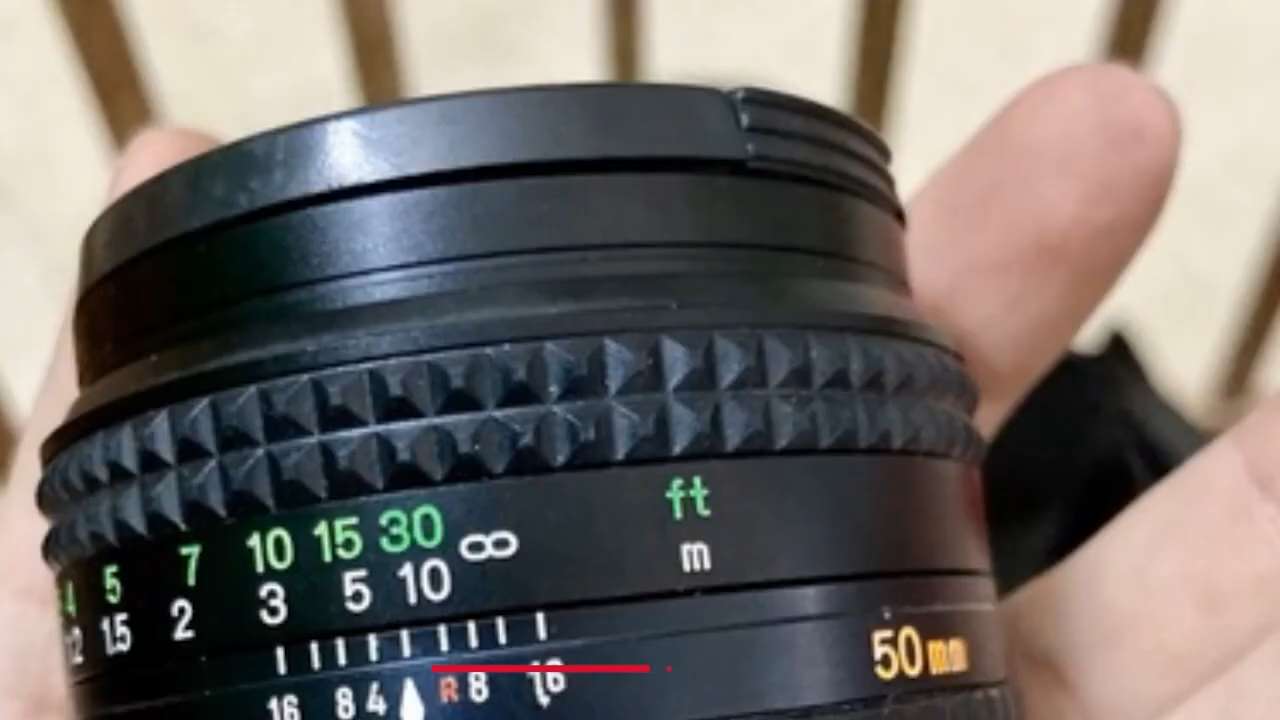 4 5 7 10 15 30 ∞ ft
1.2 1.5 2 3 5 10 m
50mm
16 8 4 R 8 16